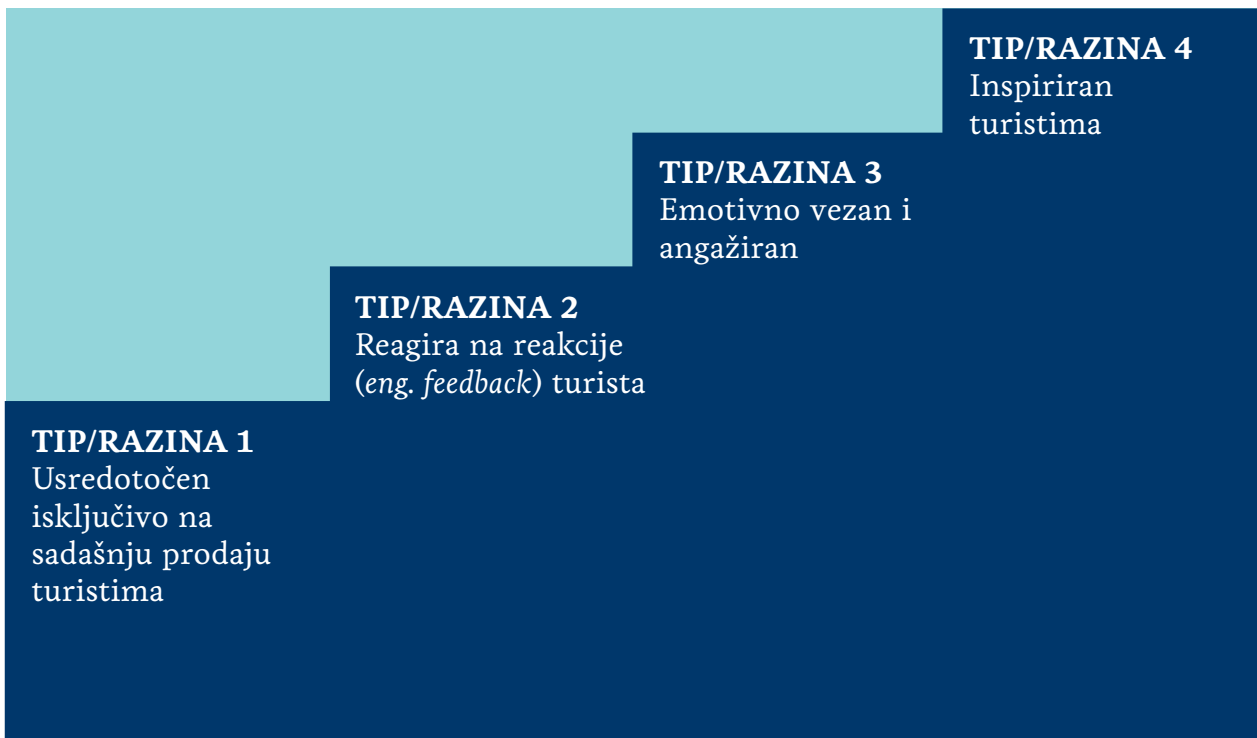 TIP/RAZINA 4
Inspiriran
turistima
TIP/RAZINA 3
Emotivno vezan i
angažiran
TIP/RAZINA 2
Reagira na reakcije
(eng. feedback) turista
TIP/RAZINA 1
Usredotočen
isključivo na
sadašnju prodaju
turistima